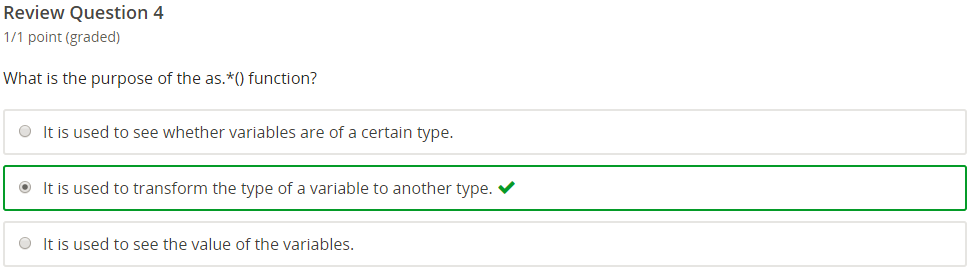 Review Question 4
1/1 point (graded)
What is the purpose of the as.*() function?
It is used to see whether variables are of a certain type.
It is used to transform the type of a variable to another type.
It is used to see the value of the variables.